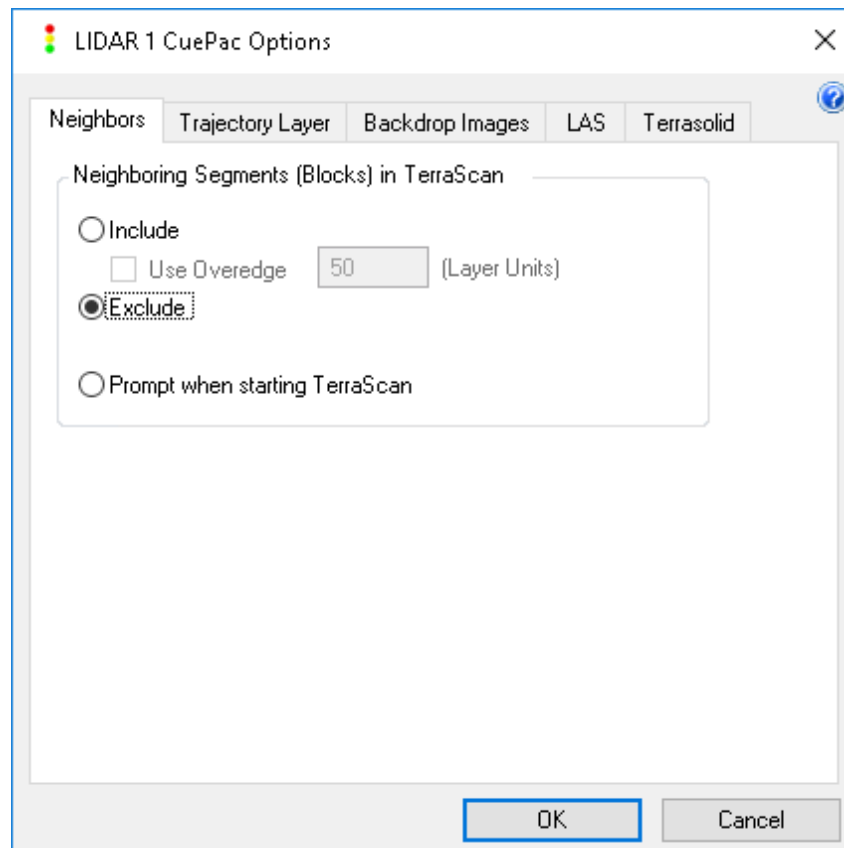 LIDAR 1 CuePac Options
Neighbors Trajectory Layer Backdrop Images LAS Terrasolid
Neighboring Segments (Blocks) in TerraScan
Include
Use Overedge 50 (Layer Units)
Exclude
Prompt when starting TerraScan
OK Cancel